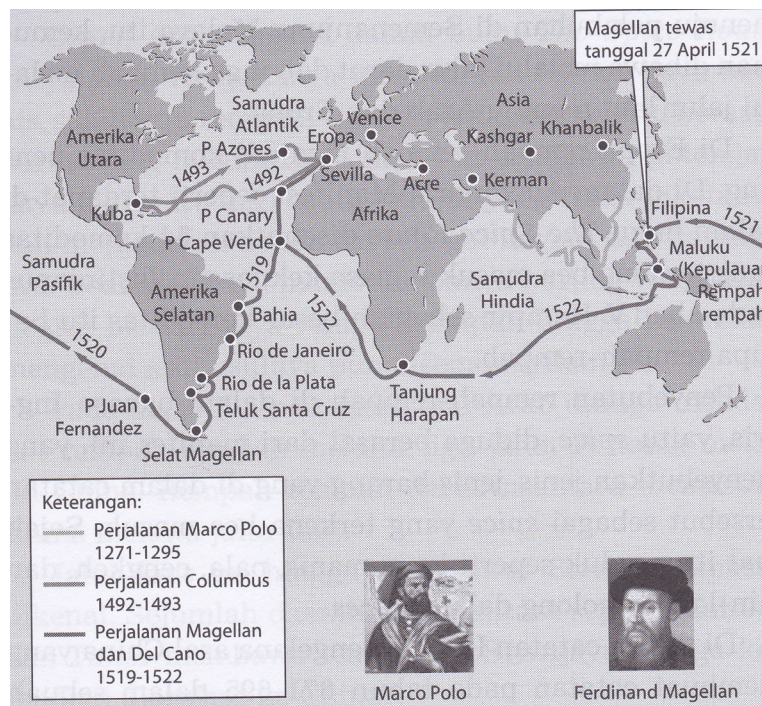 Magellan tewas
tanggal 27 April 1521
Samudra
Atlantik
Venice
Asia
Amerika
Utara
P Azores
Eropa
Kashgar
Khanbalik
1493
1492
Sevilla
Acre
Kerman
Kuba
P Canary
Afrika
Filipina
1521
P Cape Verde
Maluku
(Kepulaua
Rempah
rempah
Samudra
Pasifik
1519
Samudra
Hindia
Amerika
Selatan
Bahia
1522
1522
Rio de Janeiro
1520
Rio de la Plata
Tanjung
Harapan
P Juan
Fernandez
Teluk Santa Cruz
Selat Magellan
Keterangan:
Perjalanan Marco Polo
1271-1295
Perjalanan Columbus
1492-1493
Perjalanan Magellan
dan Del Cano
1519-1522
Marco Polo
Ferdinand Magellan